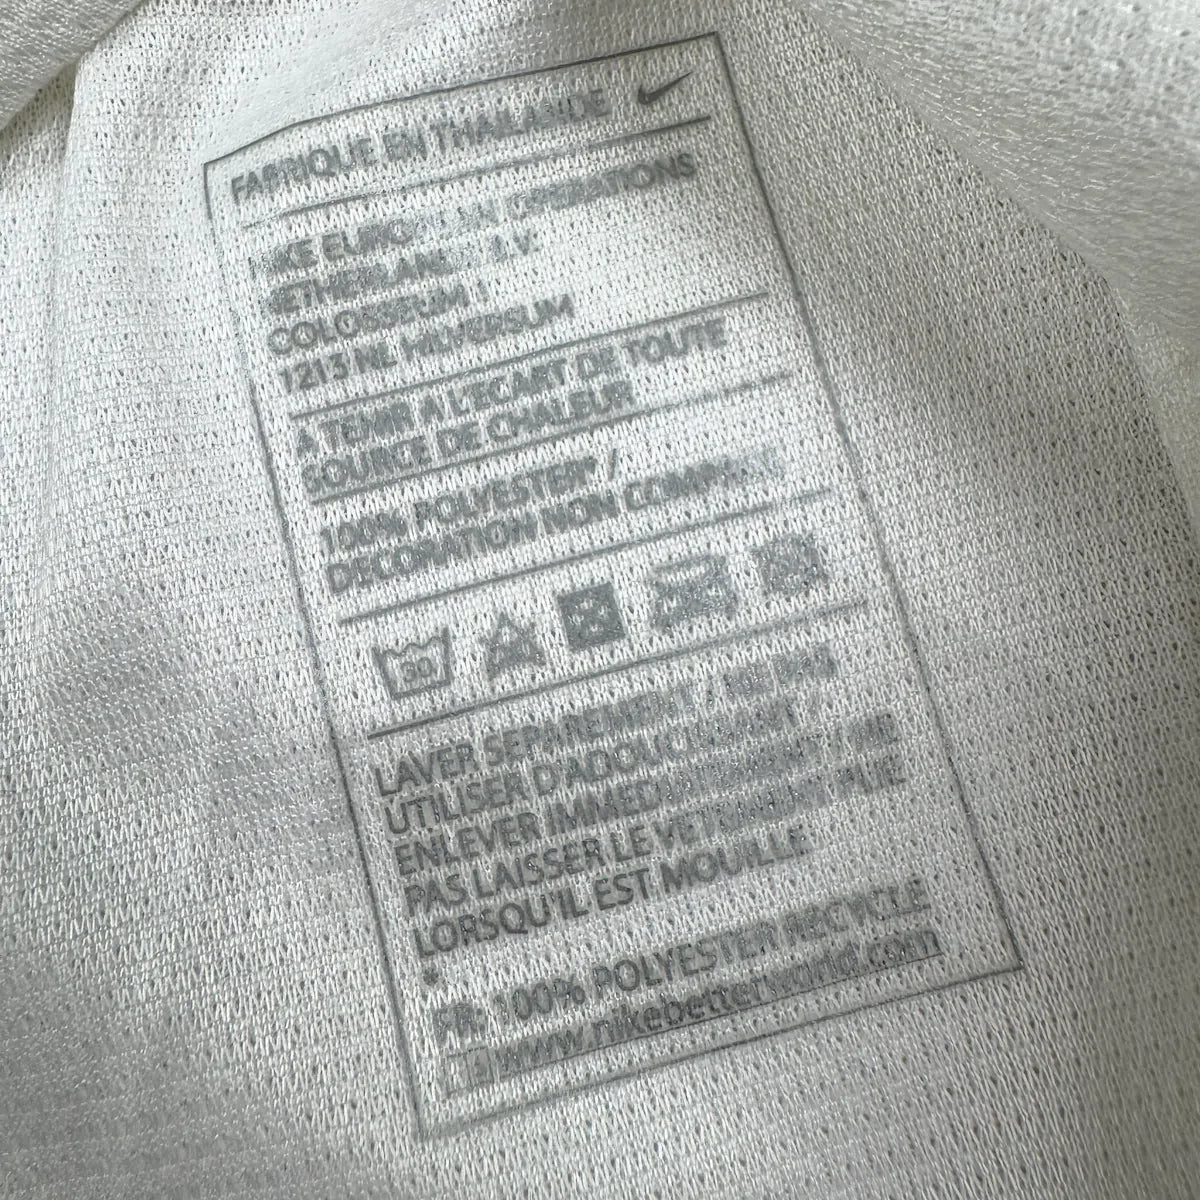 FABRIQUE EN THAILANDE
NIKE EUROPEAN OPERATIONS
NETHERLANDS B.V.
COLOSSEUM 1
1213 NL HILVERSUM
A TENIR A L'ECART DE TOUTE
SOURCE DE CHALEUR
100% POLYESTER* /
DECORATION NON COMPRISE
30
LAVER SEPAREMENT / NE PAS
UTILISER D'ADOUCISSANT /
ENLEVER IMMEDIATEMENT / NE
PAS LAISSER LE VETEMENT PLIE
LORSQU'IL EST MOUILLE
*
FR: 100% POLYESTER RECYCLE
www.nikebetterworld.com